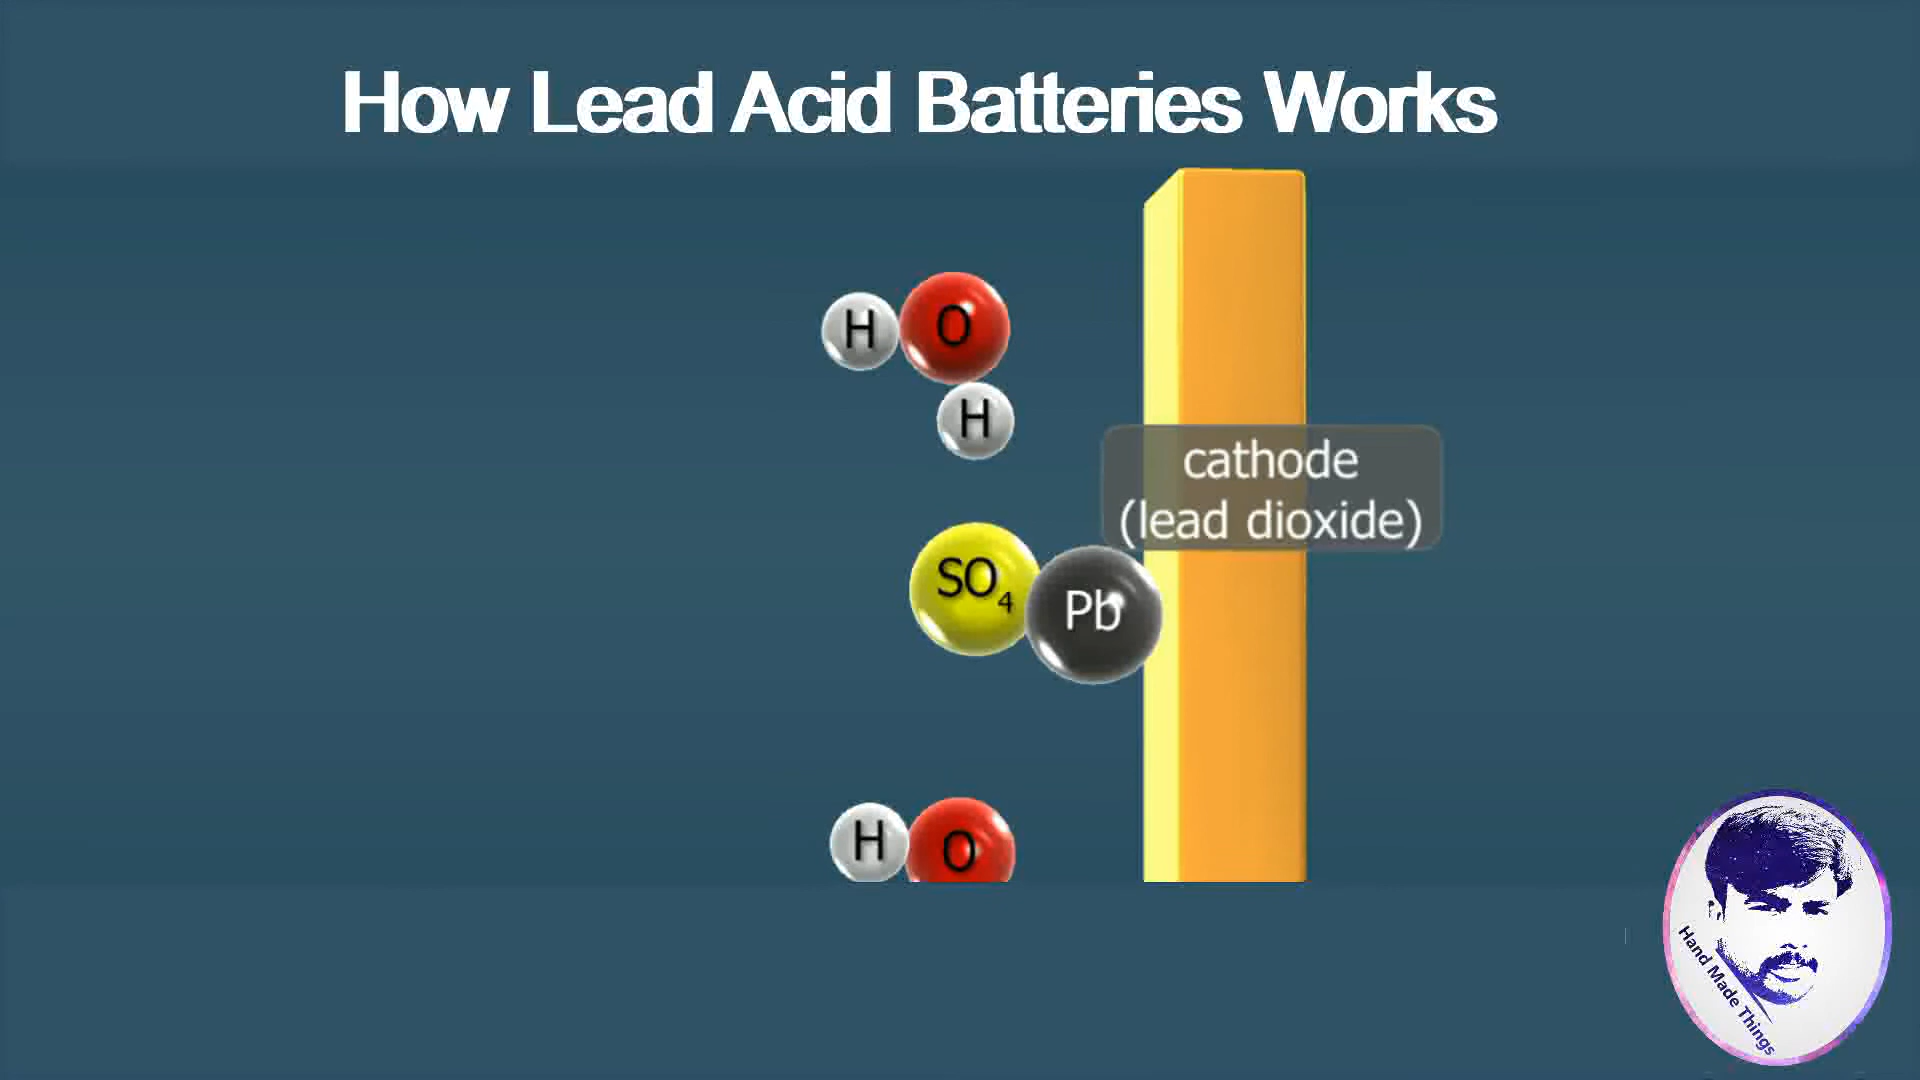 How Lead Acid Batteries Works
H O
H
cathode
(lead dioxide)
SO₄ Pb
H O
Hand Made Things